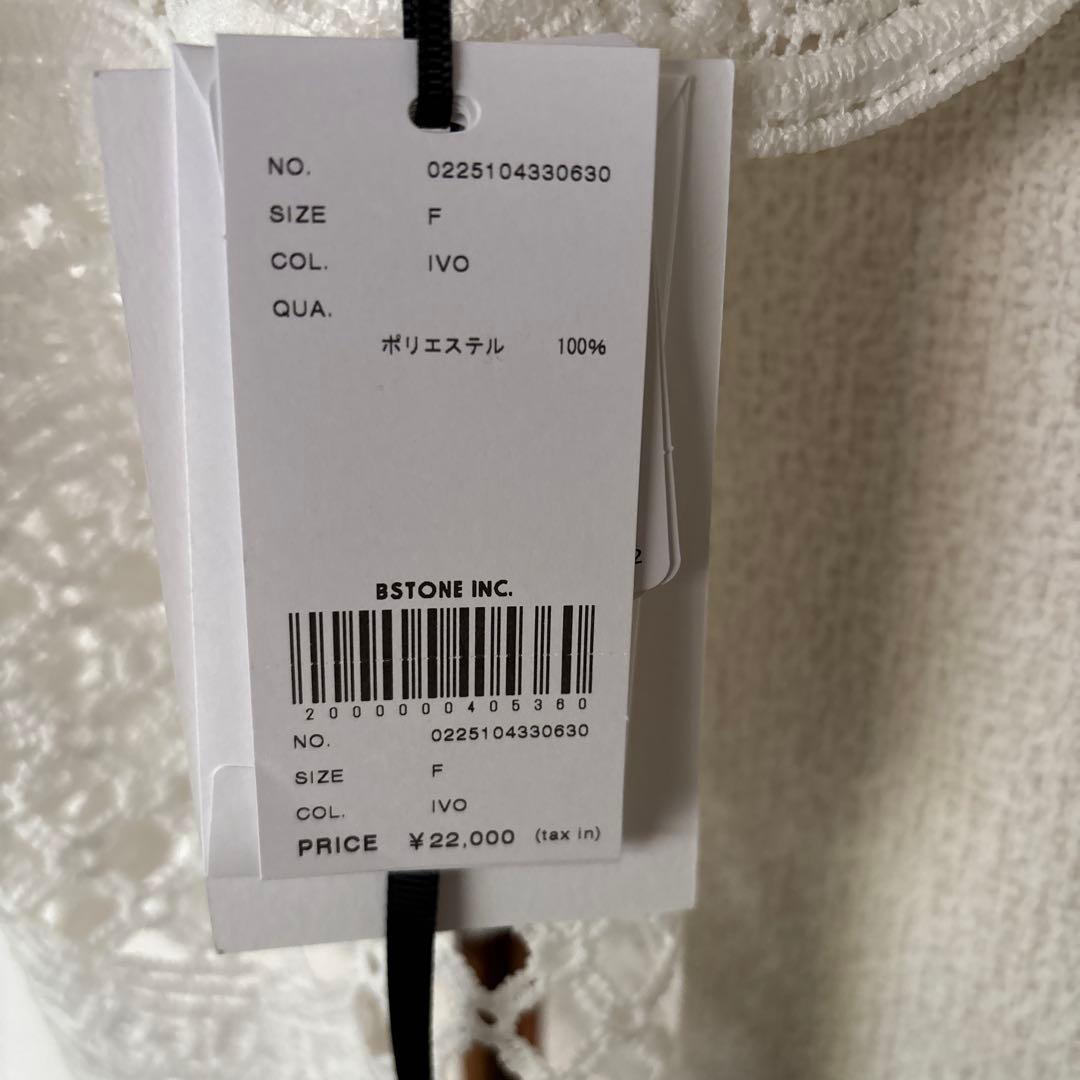 NO. 0225104330630
SIZE F
COL. IVO
QUA.
ポリエステル 100%
BSTONE INC.
2000000405360
NO. 0225104330630
SIZE F
COL. IVO
PRICE ¥22,000 (tax in)
2